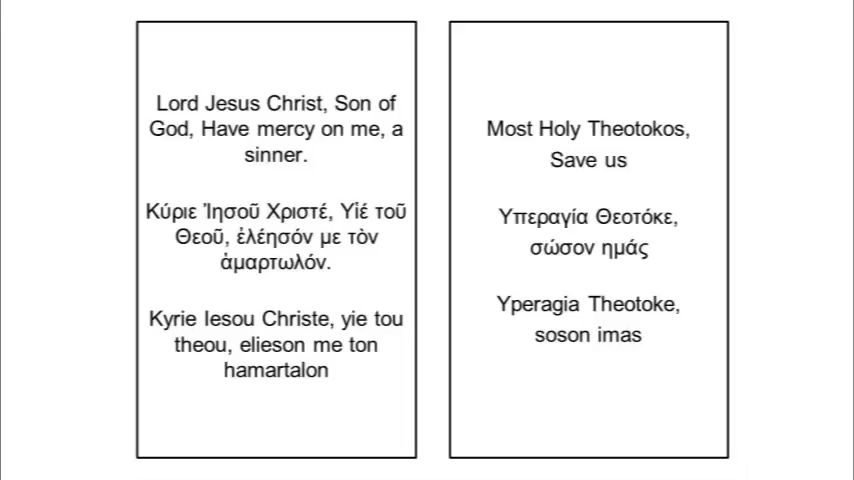 Lord Jesus Christ, Son of
God, Have mercy on me, a
sinner.
Κύριε Ἰησοῦ Χριστέ, Υἱέ τοῦ
Θεοῦ, ἐλέησόν με τὸν
ἁμαρτωλόν.
Kyrie Iesou Christe, yie tou
theou, elieson me ton
hamartalon
Most Holy Theotokos,
Save us
Υπεραγία Θεοτόκε,
σώσον ημάς
Yperagia Theotoke,
soson imas